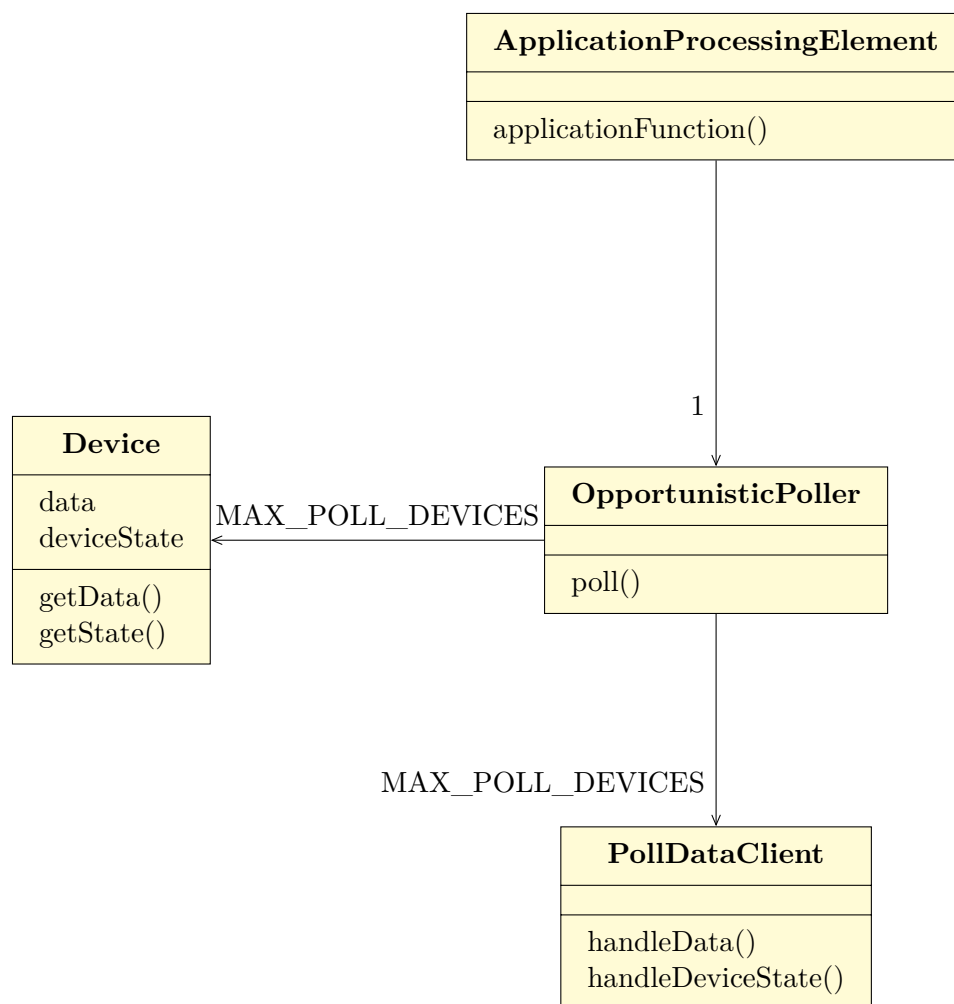 ApplicationProcessingElement
applicationFunction()
1
Device
data
deviceState
getData()
getState()
MAX_POLL_DEVICES
OpportunisticPoller
poll()
MAX_POLL_DEVICES
PollDataClient
handleData()
handleDeviceState()